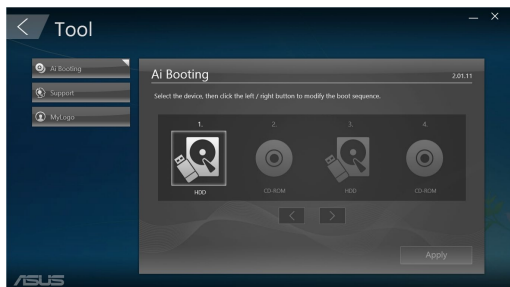 Tool
Ai Booting
Support
MyLogo
Ai Booting 2.01.11
Select the device, then click the left / right button to modify the boot sequence.
1. 2. 3. 4.
HDD CD-ROM HDD CD-ROM
Apply
ASUS